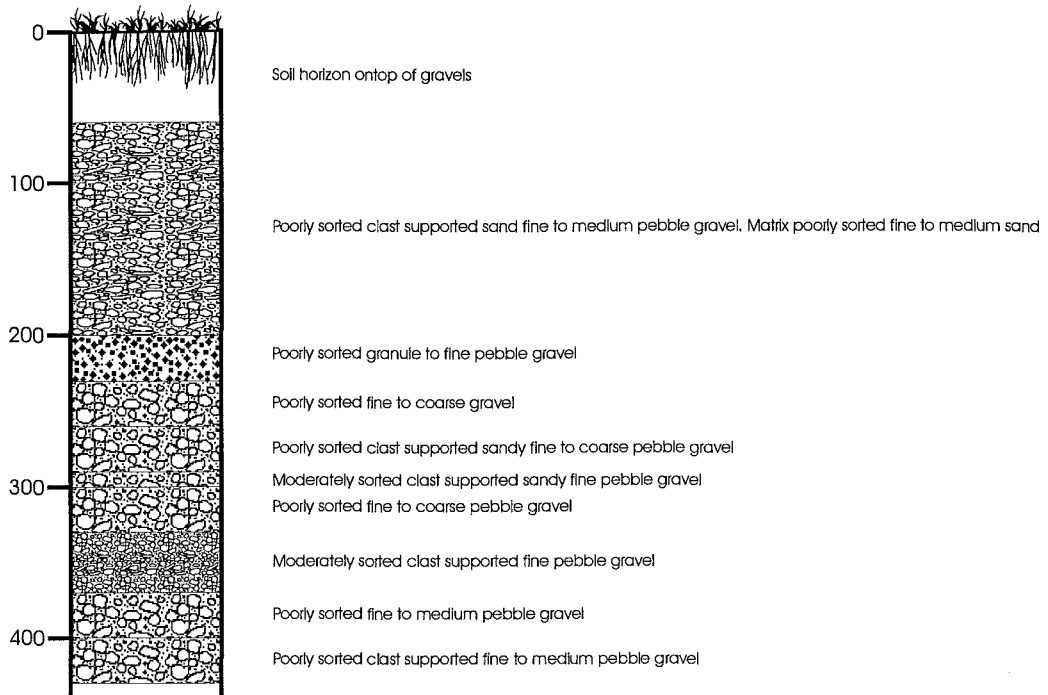 0
Soil horizon ontop of gravels
100
Poorly sorted clast supported sand fine to medium pebble gravel. Matrix poorly sorted fine to medium sand
200
Poorly sorted granule to fine pebble gravel
Poorly sorted fine to coarse gravel
Poorly sorted clast supported sandy fine to coarse pebble gravel
Moderately sorted clast supported sandy fine pebble gravel
300
Poorly sorted fine to coarse pebble gravel
Moderately sorted clast supported fine pebble gravel
Poorly sorted fine to medium pebble gravel
400
Poorly sorted clast supported fine to medium pebble gravel